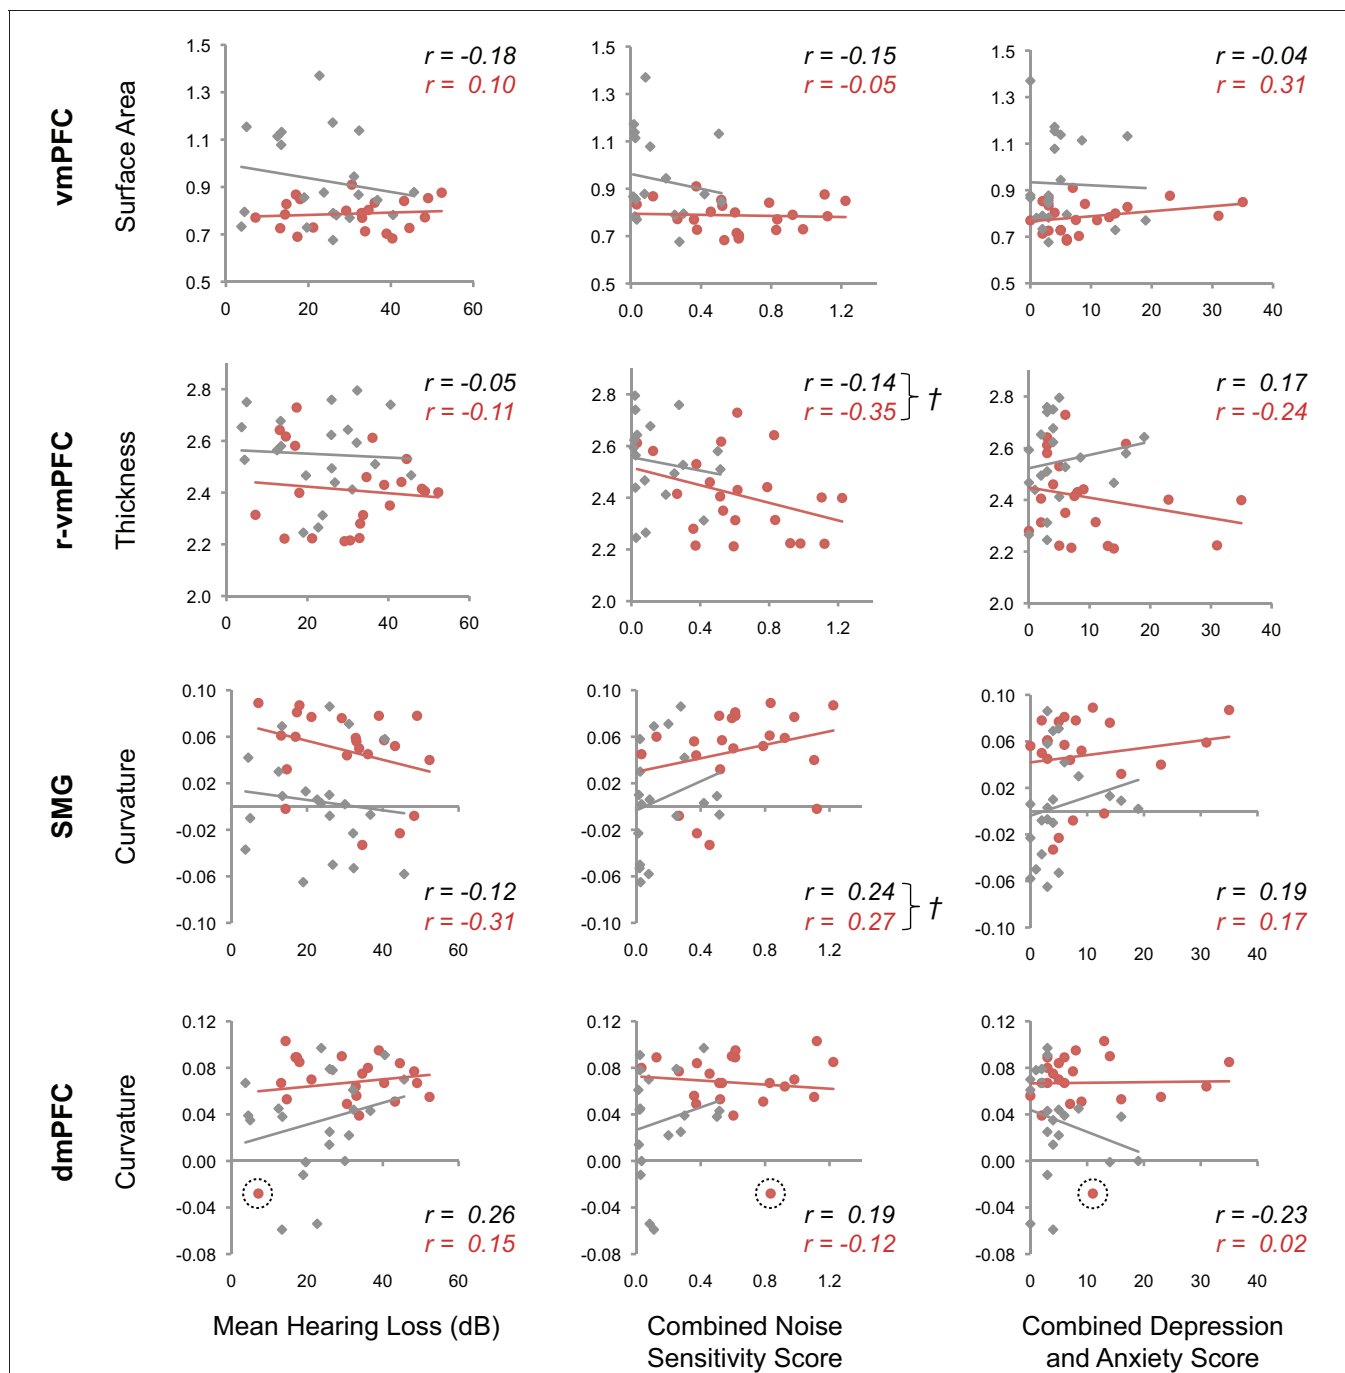 vmPFC
Surface Area
1.5
1.3
1.1
0.9
0.7
0.5
0 20 40 60
r = -0.18
r = 0.10
1.5
1.3
1.1
0.9
0.7
0.5
0.0 0.4 0.8 1.2
r = -0.15
r = -0.05
1.5
1.3
1.1
0.9
0.7
0.5
0 10 20 30 40
r = -0.04
r = 0.31
r-vmPFC
Thickness
2.8
2.6
2.4
2.2
2.0
0 20 40 60
r = -0.05
r = -0.11
2.8
2.6
2.4
2.2
2.0
0.0 0.4 0.8 1.2
r = -0.14
r = -0.35
†
2.8
2.6
2.4
2.2
2.0
0 10 20 30 40
r = 0.17
r = -0.24
SMG
Curvature
0.10
0.06
0.02
-0.02
-0.06
-0.10
0 20 40 60
r = -0.12
r = -0.31
0.10
0.06
0.02
-0.02
-0.06
-0.10
0.0 0.4 0.8 1.2
r = 0.24
r = 0.27
†
0.10
0.06
0.02
-0.02
-0.06
-0.10
0 10 20 30 40
r = 0.19
r = 0.17
dmPFC
Curvature
0.12
0.08
0.04
0.00
-0.04
-0.08
0 20 40 60
r = 0.26
r = 0.15
0.12
0.08
0.04
0.00
-0.04
-0.08
0.0 0.4 0.8 1.2
r = 0.19
r = -0.12
0.12
0.08
0.04
0.00
-0.04
-0.08
0 10 20 30 40
r = -0.23
r = 0.02
Mean Hearing Loss (dB)
Combined Noise
Sensitivity Score
Combined Depression
and Anxiety Score